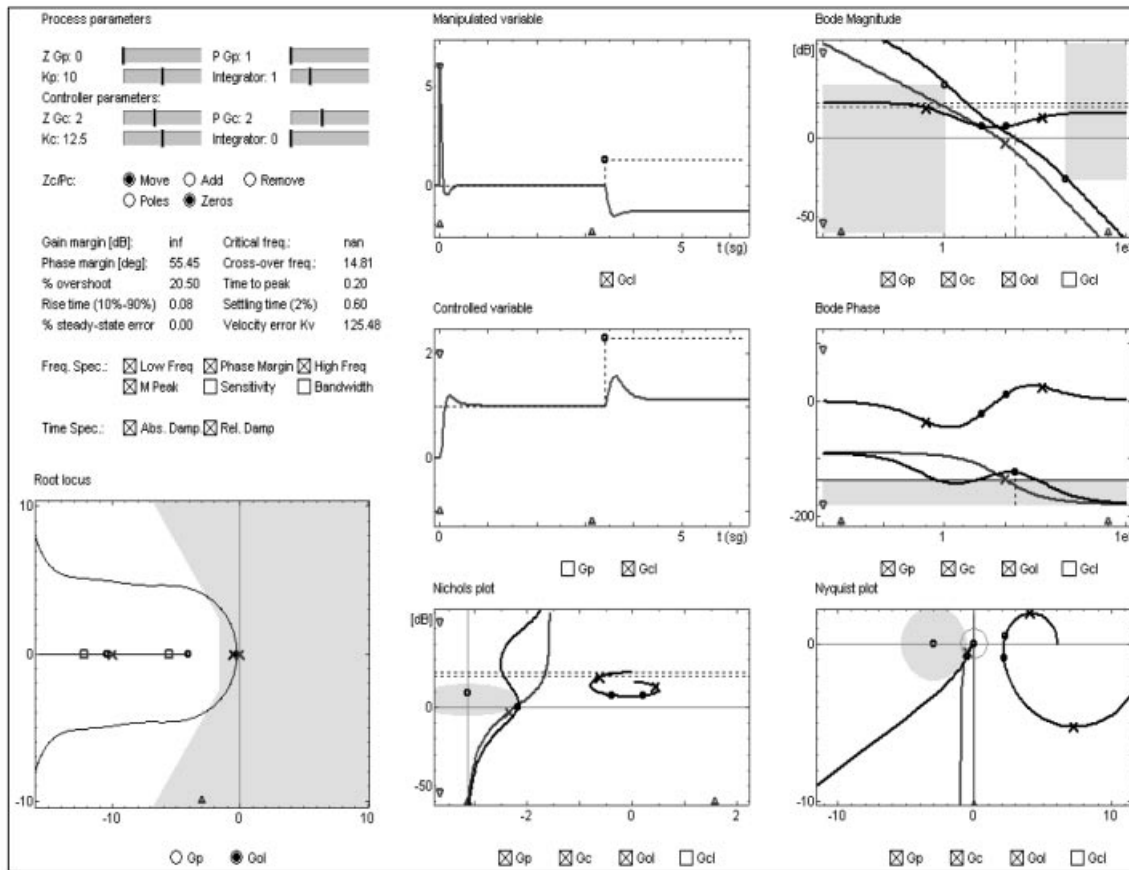 Process parameters
Z Gp: 0 P Gp: 1
Kp: 10 Integrator: 1
Controller parameters:
Z Gc: 2 P Gc: 2
Kc: 12.5 Integrator: 0
Zc/Pc: Move Add Remove
Poles Zeros
Gain margin [dB]: inf Critical freq.: nan
Phase margin [deg]: 55.45 Cross-over freq.: 14.81
% overshoot 20.50 Time to peak 0.20
Rise time (10%-90%) 0.08 Settling time (2%) 0.60
% steady-state error 0.00 Velocity error Kv 125.48
Freq. Spec.: Low Freq Phase Margin High Freq
M Peak Sensitivity Bandwidth
Time Spec.: Abs. Damp Rel. Damp
Root locus
10
0
-10
-10 0 10
Gp Gol
Manipulated variable
5
0
0 5 t (sg)
Gcl
Controlled variable
2
1
0
0 5 t (sg)
Gp Gcl
Nichols plot
[dB]
0
-50
-2 0
Gp Gc Gol Gcl
Bode Magnitude
[dB]
0
-50
1 1e
Gp Gc Gol Gcl
Bode Phase
0
-200
1 1e
Gp Gc Gol Gcl
Nyquist plot
0
-10
-10 0 10
Gp Gc Gol Gcl